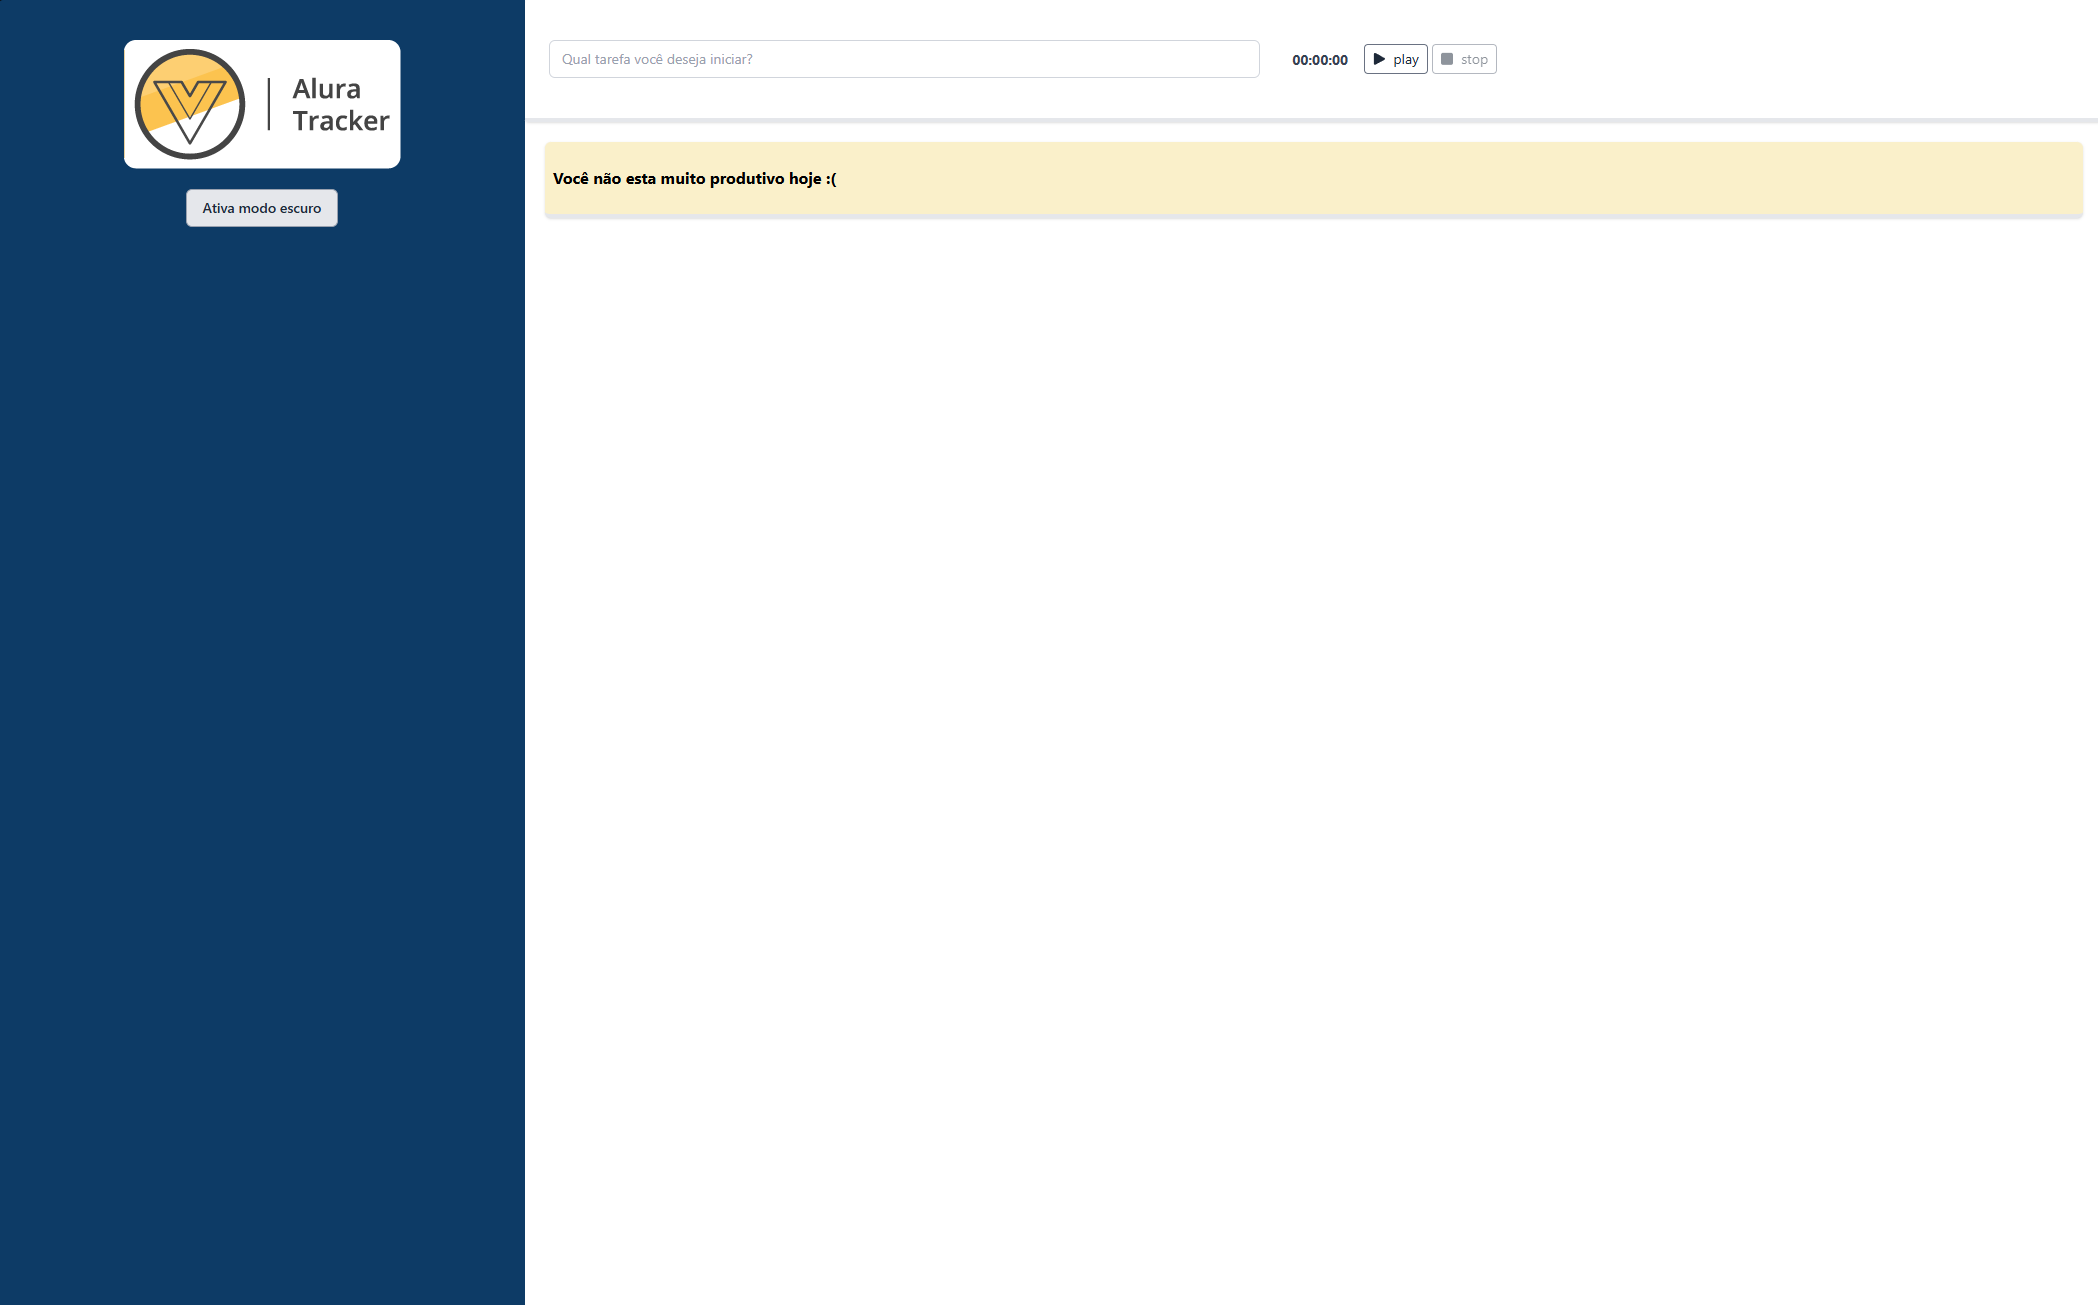 Alura
Tracker
Ativa modo escuro
Qual tarefa você deseja iniciar?
00:00:00
play
stop
Você não esta muito produtivo hoje :(